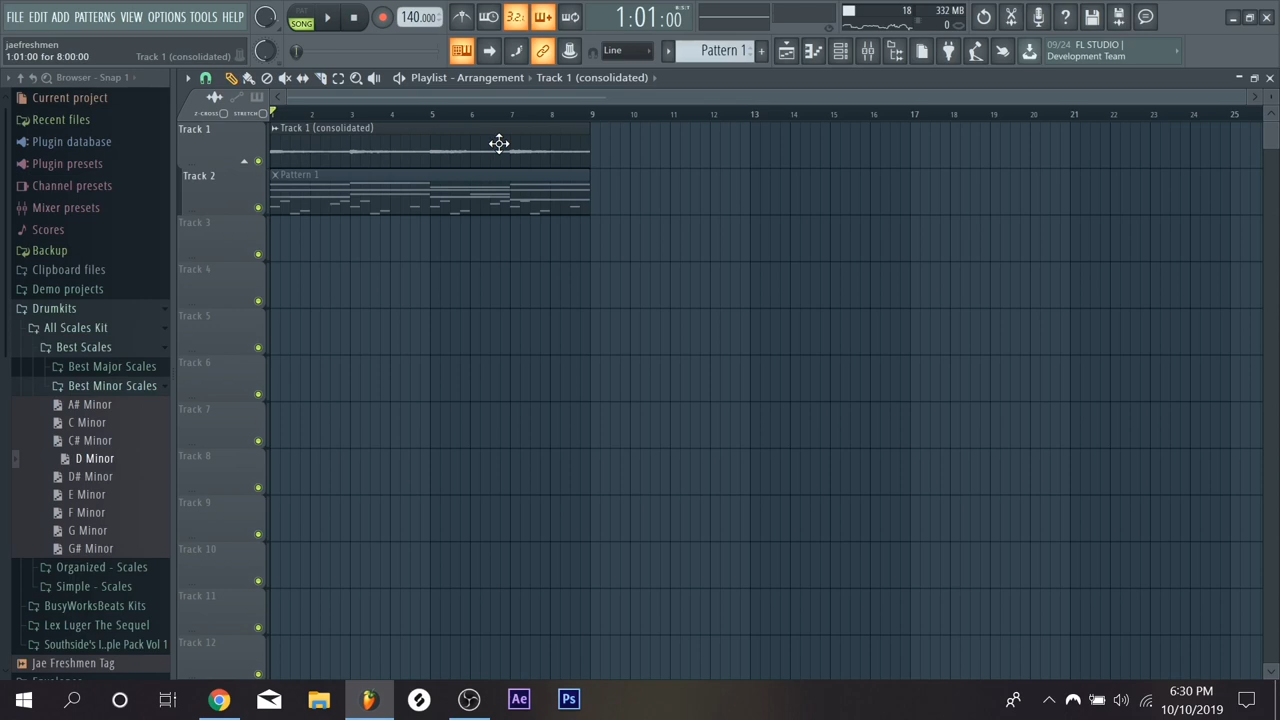 FILE EDIT ADD PATTERNS VIEW OPTIONS TOOLS HELP
PAT
SONG
140.000
3.2.
1:01:00
B:S:T
18
332 MB
0
jaefreshmen
1:01:00 for 8:00:00
Track 1 (consolidated)
Line
Pattern 1
09/24 FL STUDIO |
Development Team
Browser - Snap 1
Playlist - Arrangement › Track 1 (consolidated) ›
Z-CROSS STRETCH
2 3 4 5 6 7 8 9 10 11 12 13 14 15 16 17 18 19 20 21 22 23 24 25
Current project
Recent files
Plugin database
Plugin presets
Channel presets
Mixer presets
Scores
Backup
Clipboard files
Demo projects
Drumkits
All Scales Kit
Best Scales
Best Major Scales
Best Minor Scales
A# Minor
C Minor
C# Minor
D Minor
D# Minor
E Minor
F Minor
G Minor
G# Minor
Organized - Scales
Simple - Scales
BusyWorksBeats Kits
Lex Luger The Sequel
Southside's I..ple Pack Vol 1
Jae Freshmen Tag
Track 1
Track 1 (consolidated)
Track 2
Pattern 1
Track 3
Track 4
Track 5
Track 6
Track 7
Track 8
Track 9
Track 10
Track 11
Track 12
Ae
Ps
6:30 PM
10/10/2019